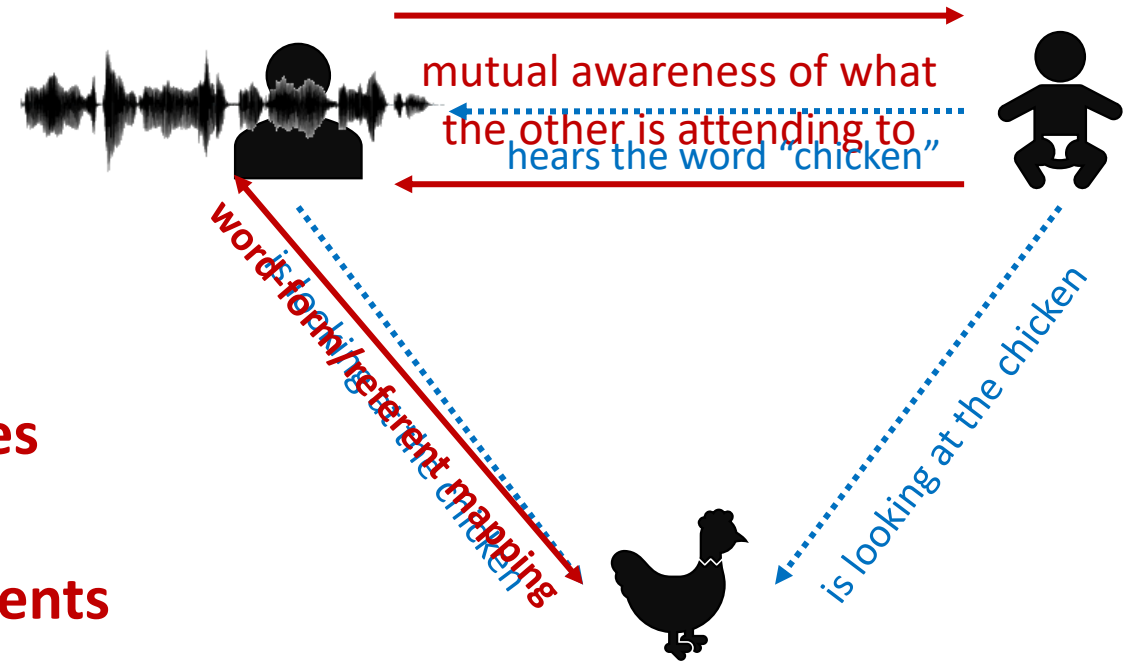 mutual awareness of what
the other is attending to
hears the word "chicken"
word-form/referent mapping
is looking at the chicken
is looking at the chicken
es
ents